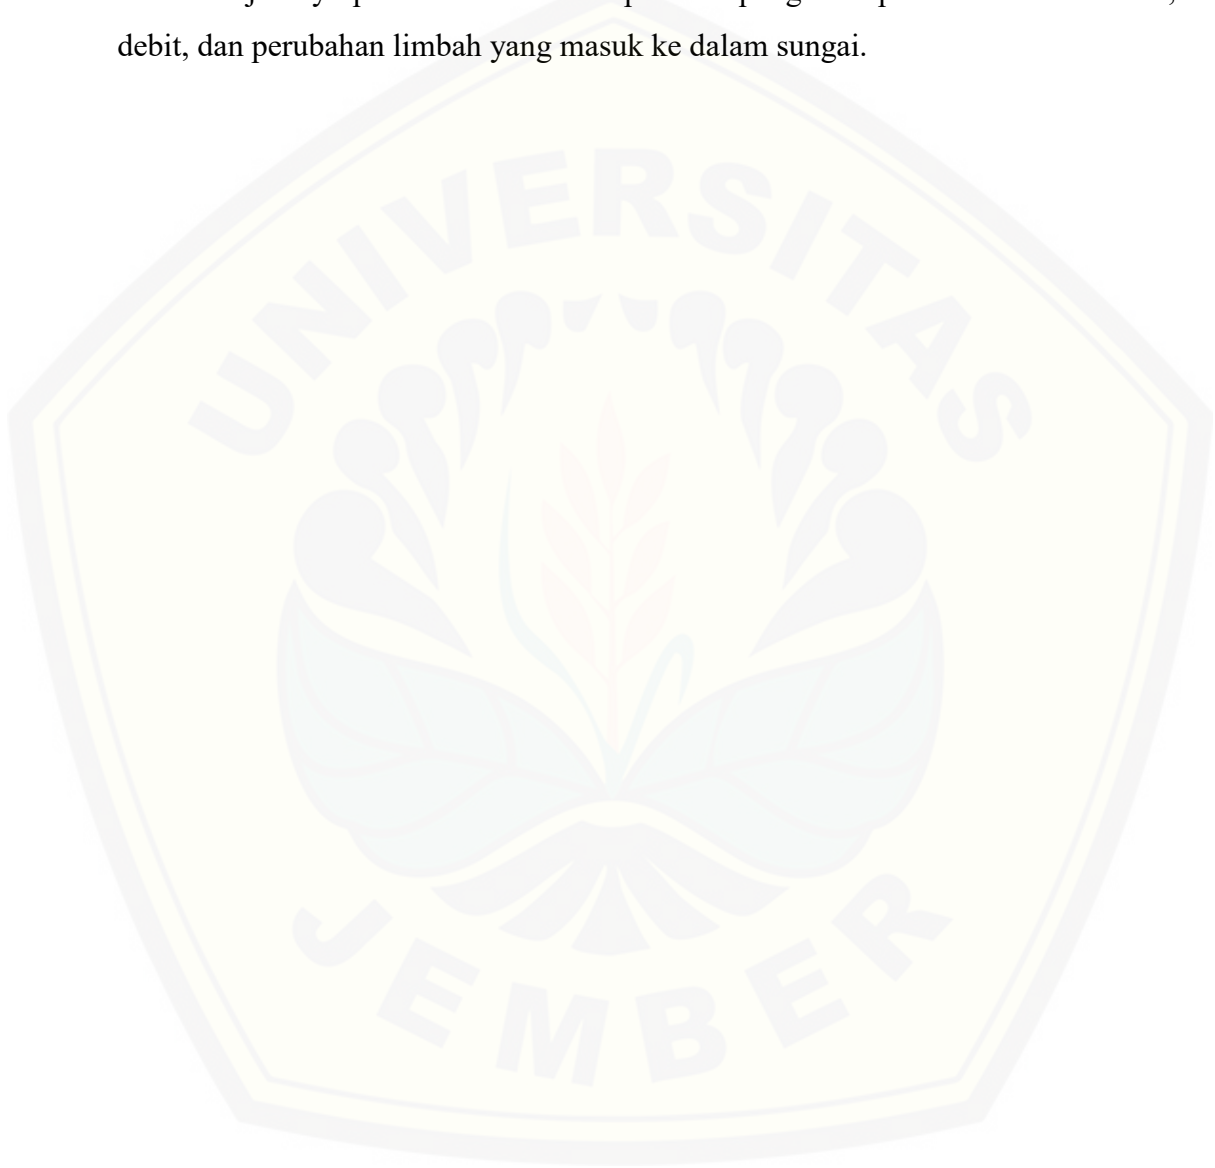 debit, dan perubahan limbah yang masuk ke dalam sungai.
UNIVERSITAS
JEMBER